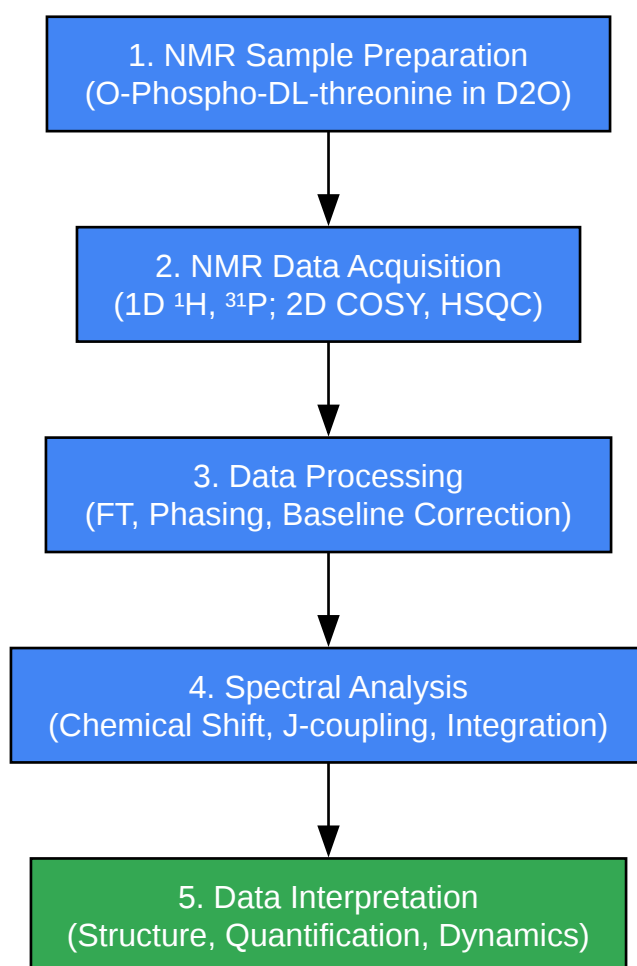 1. NMR Sample Preparation
(O-Phospho-DL-threonine in D2O)
2. NMR Data Acquisition
(1D ¹H, ³¹P; 2D COSY, HSQC)
3. Data Processing
(FT, Phasing, Baseline Correction)
4. Spectral Analysis
(Chemical Shift, J-coupling, Integration)
5. Data Interpretation
(Structure, Quantification, Dynamics)